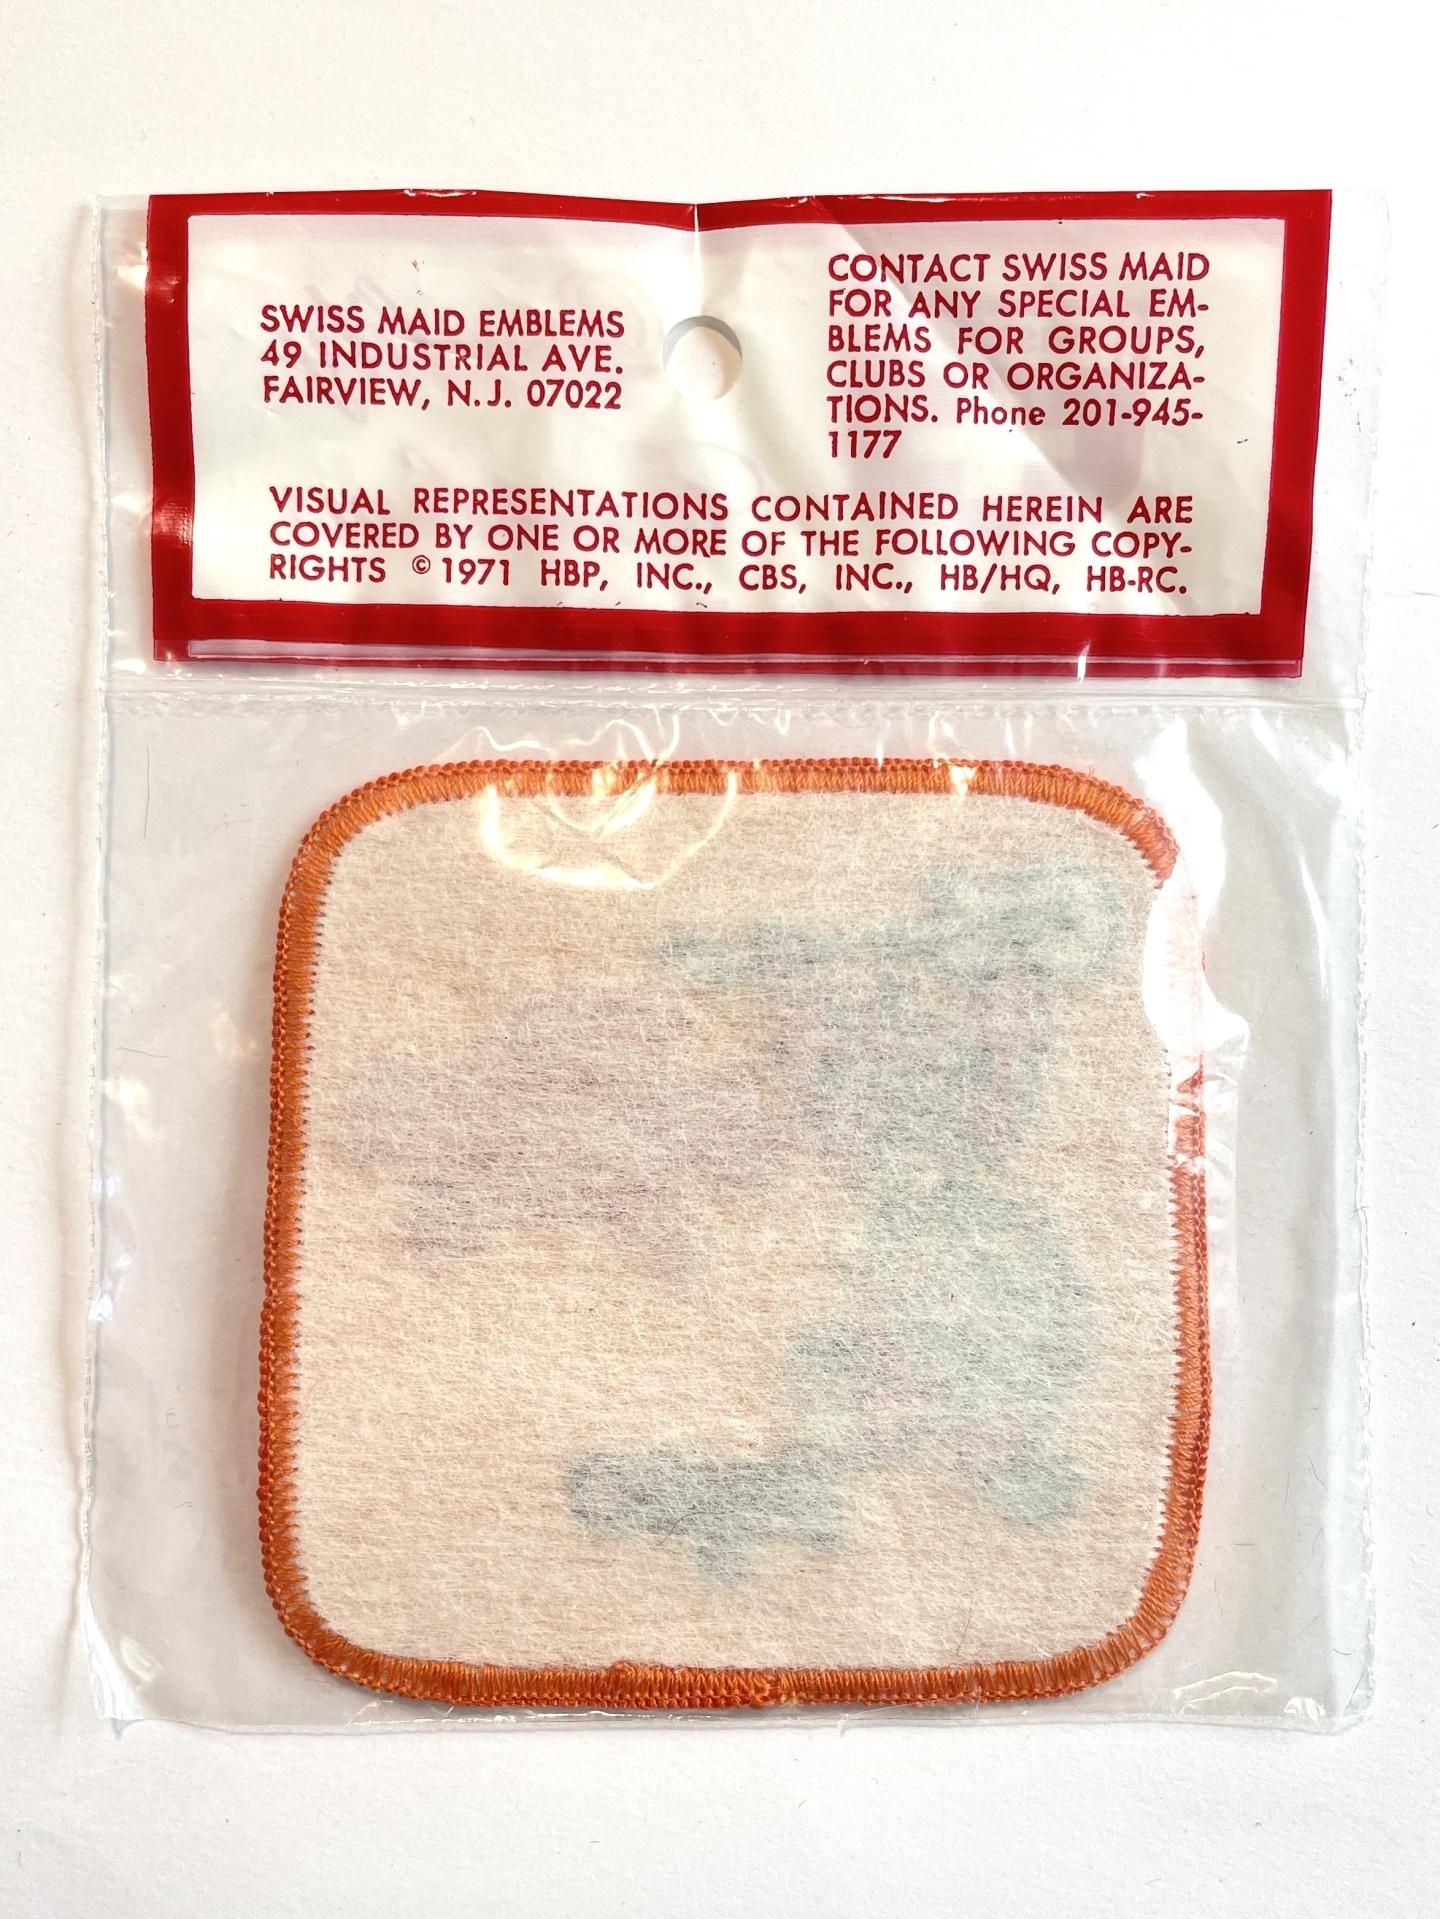 SWISS MAID EMBLEMS
49 INDUSTRIAL AVE.
FAIRVIEW, N.J. 07022
CONTACT SWISS MAID
FOR ANY SPECIAL EM-
BLEMS FOR GROUPS,
CLUBS OR ORGANIZA-
TIONS. Phone 201-945-
1177
VISUAL REPRESENTATIONS CONTAINED HEREIN ARE
COVERED BY ONE OR MORE OF THE FOLLOWING COPY-
RIGHTS © 1971 HBP, INC., CBS, INC., HB/HQ, HB-RC.